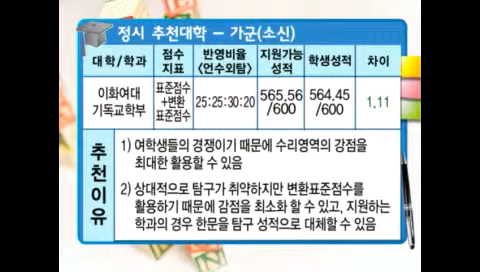 정시 추천대학 – 가군(소신)
대학/학과 점수지표 반영비율<언수외탐> 지원가능성적 학생성적 차이
이화여대 기독교학부 표준점수+변환표준점수 25:25:30:20 565.56/600 564.45/600 1.11
추천이유
1) 여학생들의 경쟁이기 때문에 수리영역의 강점을
최대한 활용할 수 있음
2) 상대적으로 탐구가 취약하지만 변환표준점수를
활용하기 때문에 감점을 최소화 할 수 있고, 지원하는
학과의 경우 한문을 탐구 성적으로 대체할 수 있음